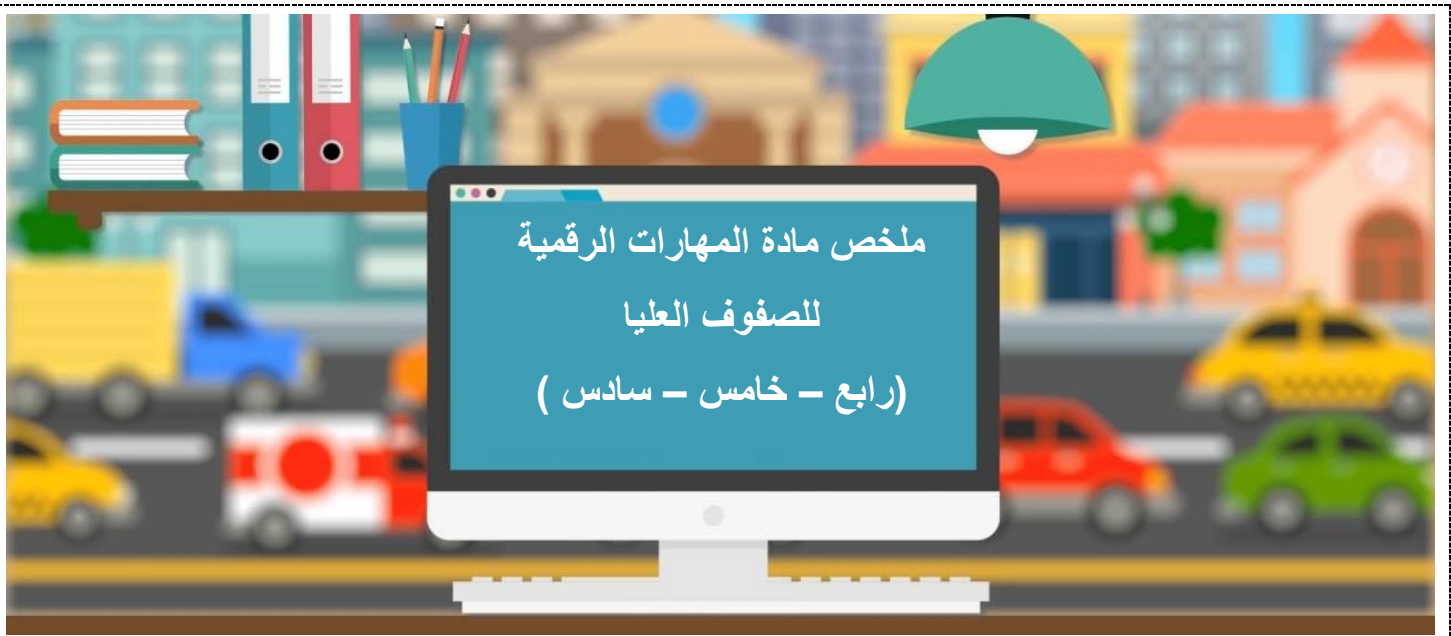 ملخص مادة المهارات الرقمية
للصفوف العليا
(رابع – خامس – سادس )